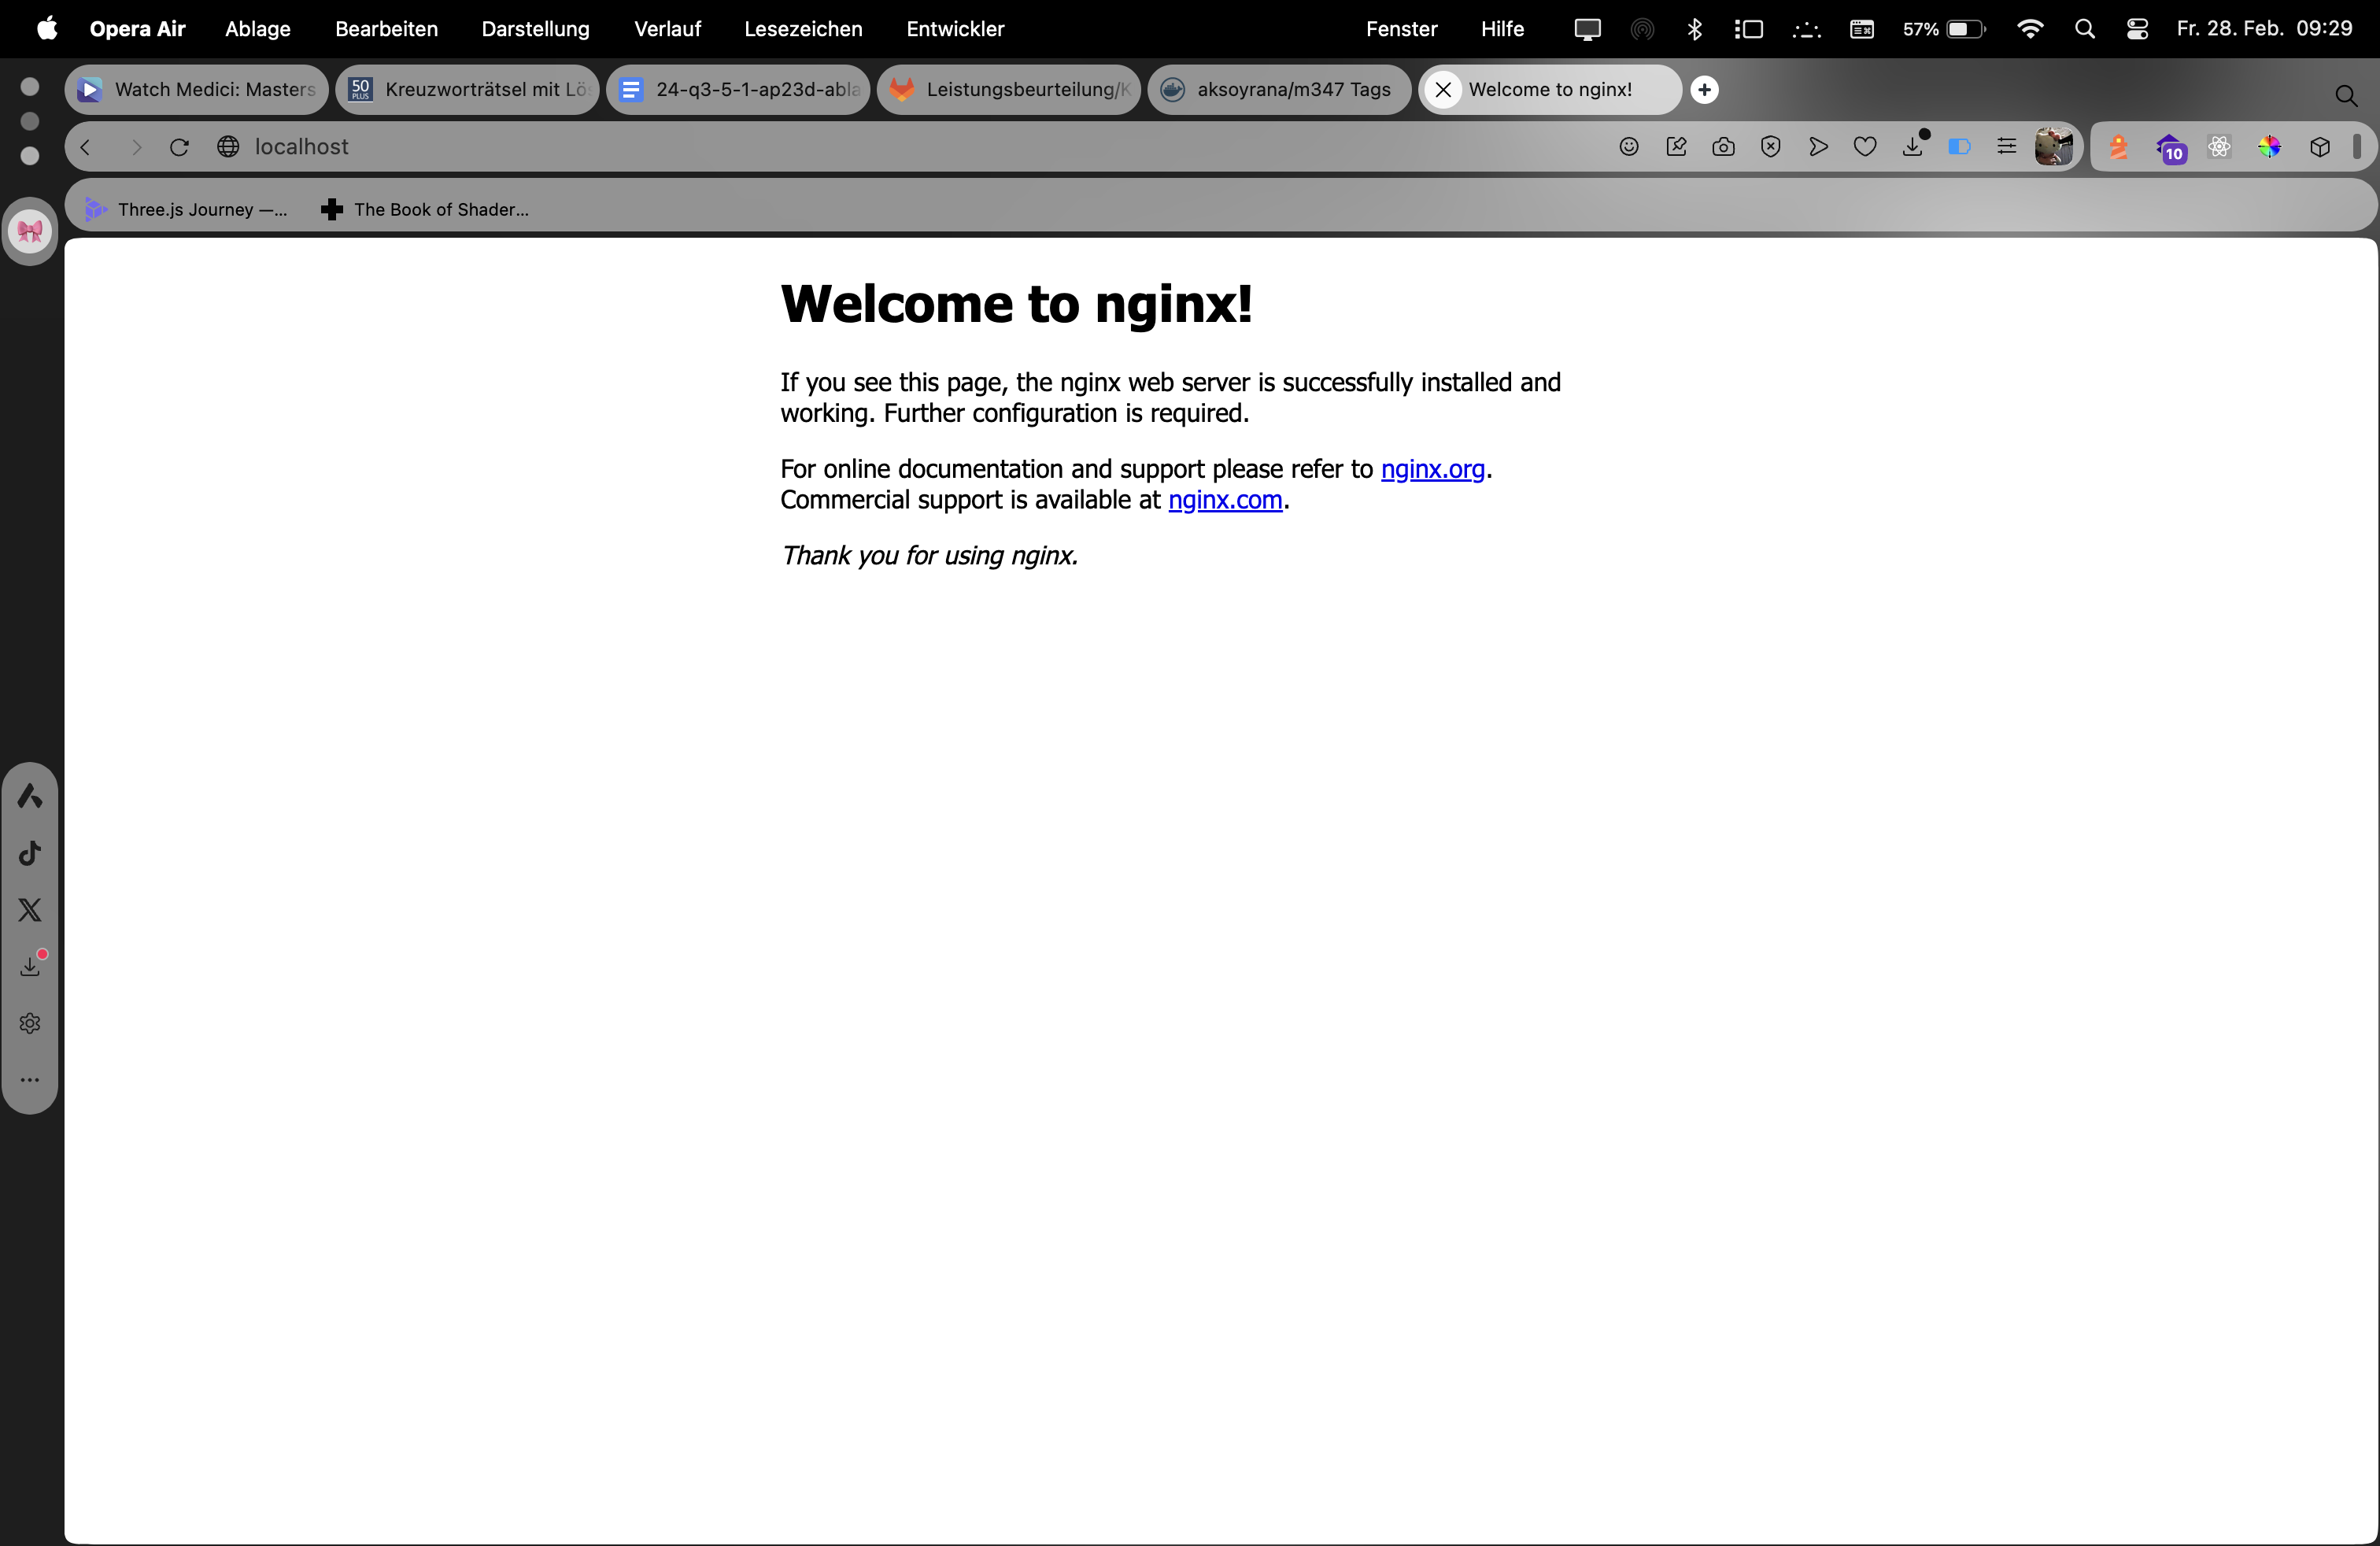 Opera Air Ablage Bearbeiten Darstellung Verlauf Lesezeichen Entwickler Fenster Hilfe 57% Fr. 28. Feb. 09:29
Watch Medici: Masters 50 PLUS Kreuzworträtsel mit Lös 24-q3-5-1-ap23d-abla Leistungsbeurteilung/K aksoyrana/m347 Tags Welcome to nginx!
localhost 10
Three.js Journey —... The Book of Shader...
Welcome to nginx!
If you see this page, the nginx web server is successfully installed and
working. Further configuration is required.
For online documentation and support please refer to nginx.org.
Commercial support is available at nginx.com.
Thank you for using nginx.